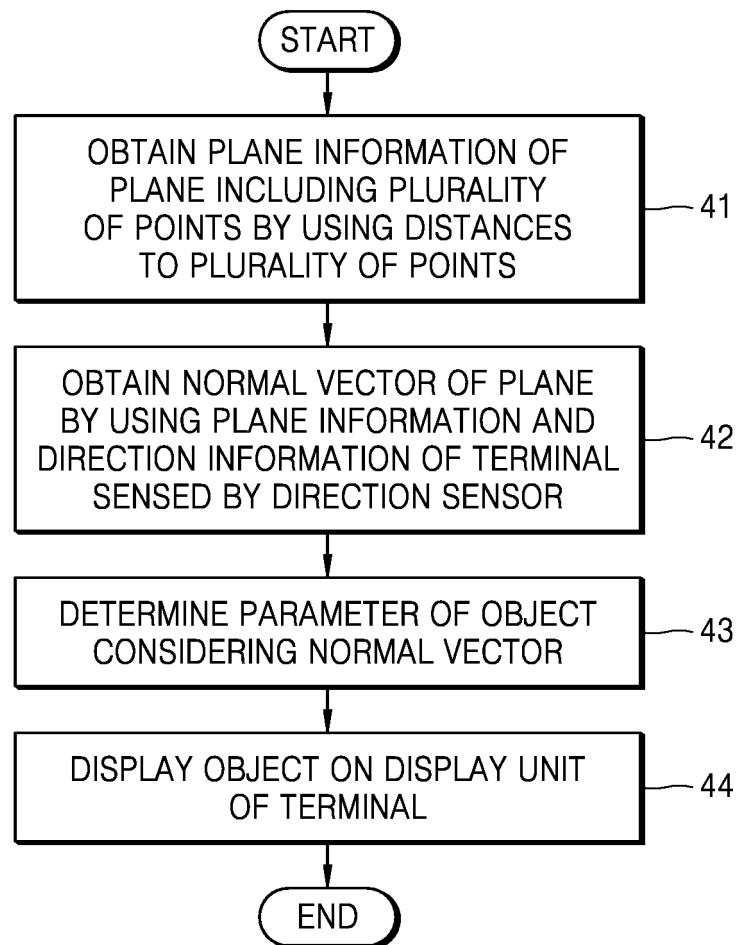 START
OBTAIN PLANE INFORMATION OF
PLANE INCLUDING PLURALITY
OF POINTS BY USING DISTANCES
TO PLURALITY OF POINTS
41
OBTAIN NORMAL VECTOR OF PLANE
BY USING PLANE INFORMATION AND
DIRECTION INFORMATION OF TERMINAL
SENSED BY DIRECTION SENSOR
42
DETERMINE PARAMETER OF OBJECT
CONSIDERING NORMAL VECTOR
43
DISPLAY OBJECT ON DISPLAY UNIT
OF TERMINAL
44
END